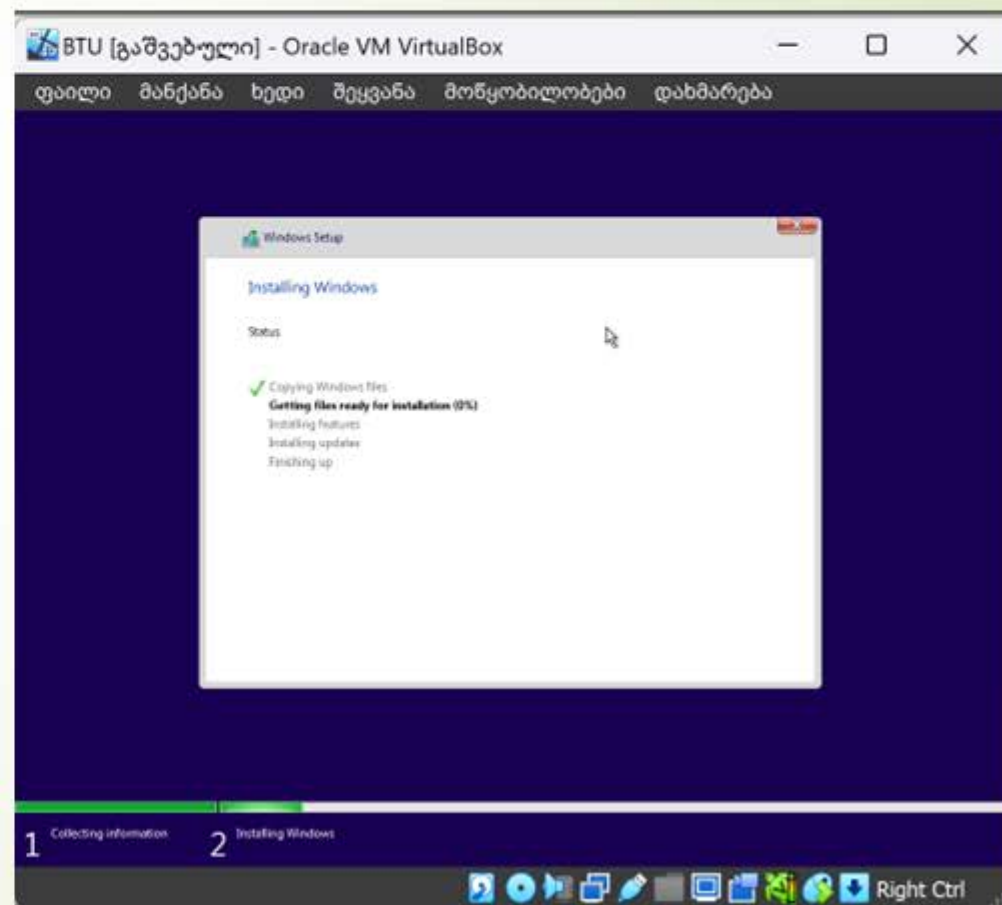 BTU [გაშვებული] - Oracle VM VirtualBox
ფაილი მანქანა ხედი შეყვანა მოწყობილობები დახმარება
Windows Setup
Installing Windows
Status
Copying Windows files
Getting files ready for installation (0%)
Installing features
Installing updates
Finishing up
1 Collecting information 2 Installing Windows
Right Ctrl